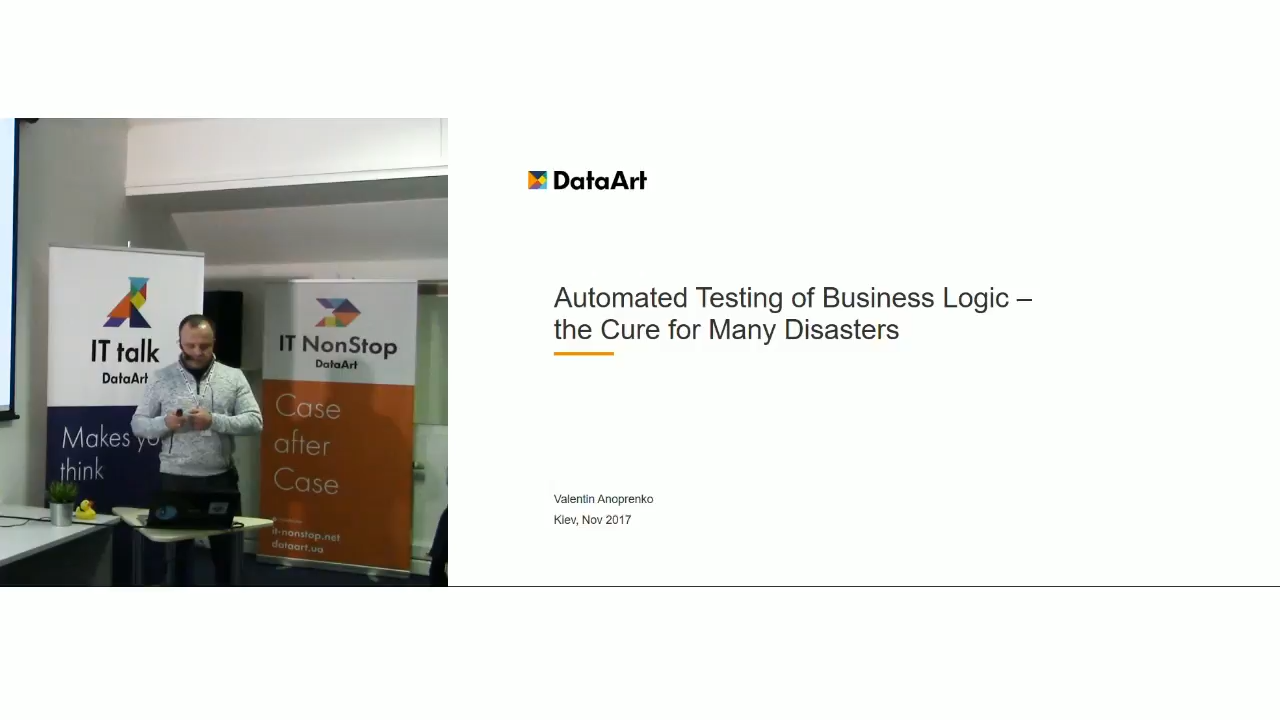 IT talk
DataArt
Makes
think
IT NonStop
DataArt
Case
after
Case
it-nonstop.net
dataart.ua
DataArt
Automated Testing of Business Logic –
the Cure for Many Disasters
Valentin Anoprenko
Kiev, Nov 2017